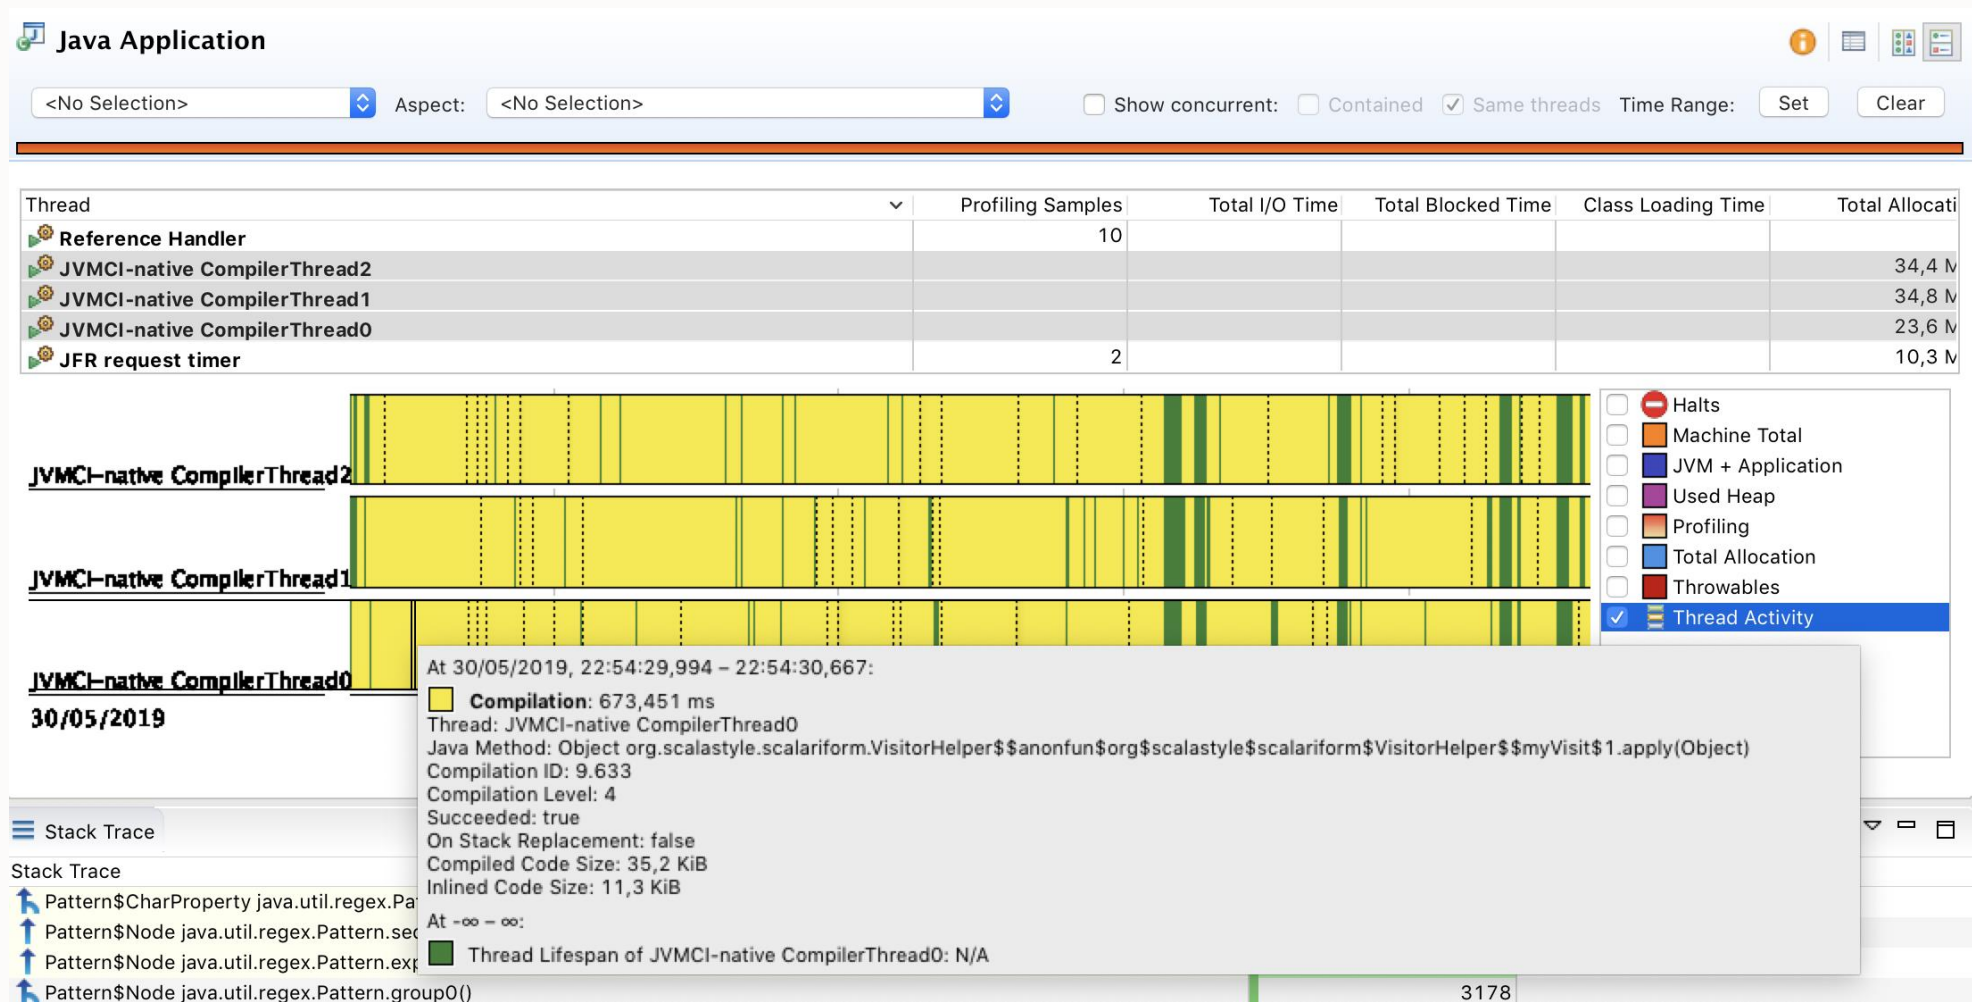 Java Application
<No Selection> Aspect: <No Selection> Show concurrent: Contained Same threads Time Range: Set Clear
Thread Profiling Samples Total I/O Time Total Blocked Time Class Loading Time Total Allocati
Reference Handler 10
JVMCI-native CompilerThread2 34,4 M
JVMCI-native CompilerThread1 34,8 M
JVMCI-native CompilerThread0 23,6 M
JFR request timer 2 10,3 M
JVMCI-native CompilerThread2
JVMCI-native CompilerThread1
JVMCI-native CompilerThread0
30/05/2019
Halts
Machine Total
JVM + Application
Used Heap
Profiling
Total Allocation
Throwables
Thread Activity
At 30/05/2019, 22:54:29,994 – 22:54:30,667:
Compilation: 673,451 ms
Thread: JVMCI-native CompilerThread0
Java Method: Object org.scalastyle.scalariform.VisitorHelper$$anonfun$org$scalastyle$scalariform$VisitorHelper$$myVisit$1.apply(Object)
Compilation ID: 9.633
Compilation Level: 4
Succeeded: true
On Stack Replacement: false
Compiled Code Size: 35,2 KiB
Inlined Code Size: 11,3 KiB
At -∞ – ∞:
Thread Lifespan of JVMCI-native CompilerThread0: N/A
Stack Trace
Stack Trace
Pattern$CharProperty java.util.regex.Pa
Pattern$Node java.util.regex.Pattern.sec
Pattern$Node java.util.regex.Pattern.exp
Pattern$Node java.util.regex.Pattern.group0() 3178